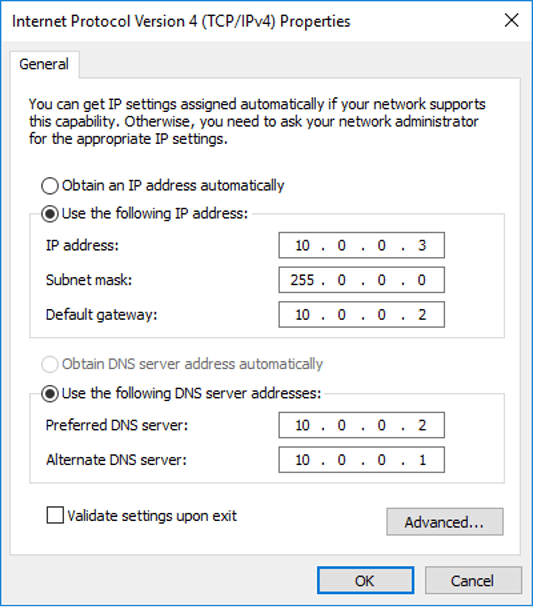 Internet Protocol Version 4 (TCP/IPv4) Properties
General
You can get IP settings assigned automatically if your network supports
this capability. Otherwise, you need to ask your network administrator
for the appropriate IP settings.
Obtain an IP address automatically
Use the following IP address:
IP address: 10 . 0 . 0 . 3
Subnet mask: 255 . 0 . 0 . 0
Default gateway: 10 . 0 . 0 . 2
Obtain DNS server address automatically
Use the following DNS server addresses:
Preferred DNS server: 10 . 0 . 0 . 2
Alternate DNS server: 10 . 0 . 0 . 1
Validate settings upon exit
Advanced...
OK Cancel